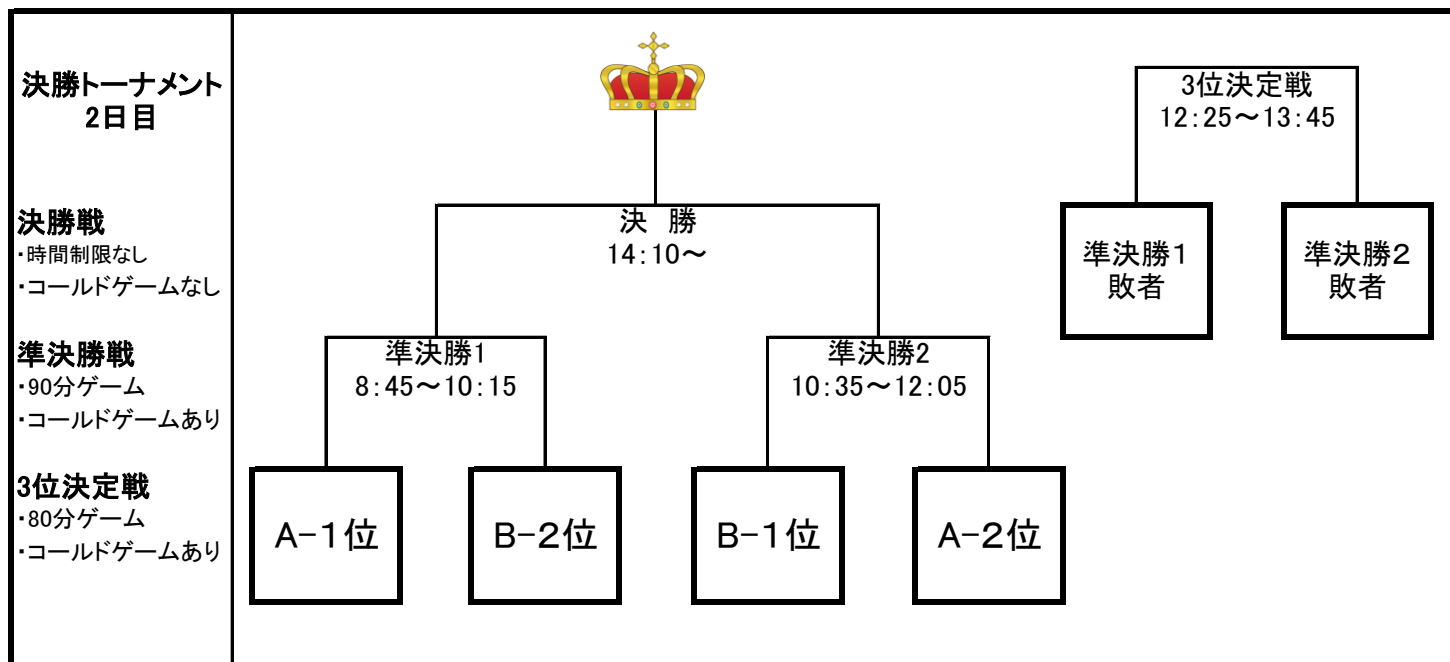 決勝トーナメント
2日目
決勝戦
・時間制限なし
・コールドゲームなし
準決勝戦
・90分ゲーム
・コールドゲームあり
3位決定戦
・80分ゲーム
・コールドゲームあり
決 勝
14:10～
準決勝1
8:45～10:15
準決勝2
10:35～12:05
A-1位
B-2位
B-1位
A-2位
3位決定戦
12:25～13:45
準決勝1
敗者
準決勝2
敗者